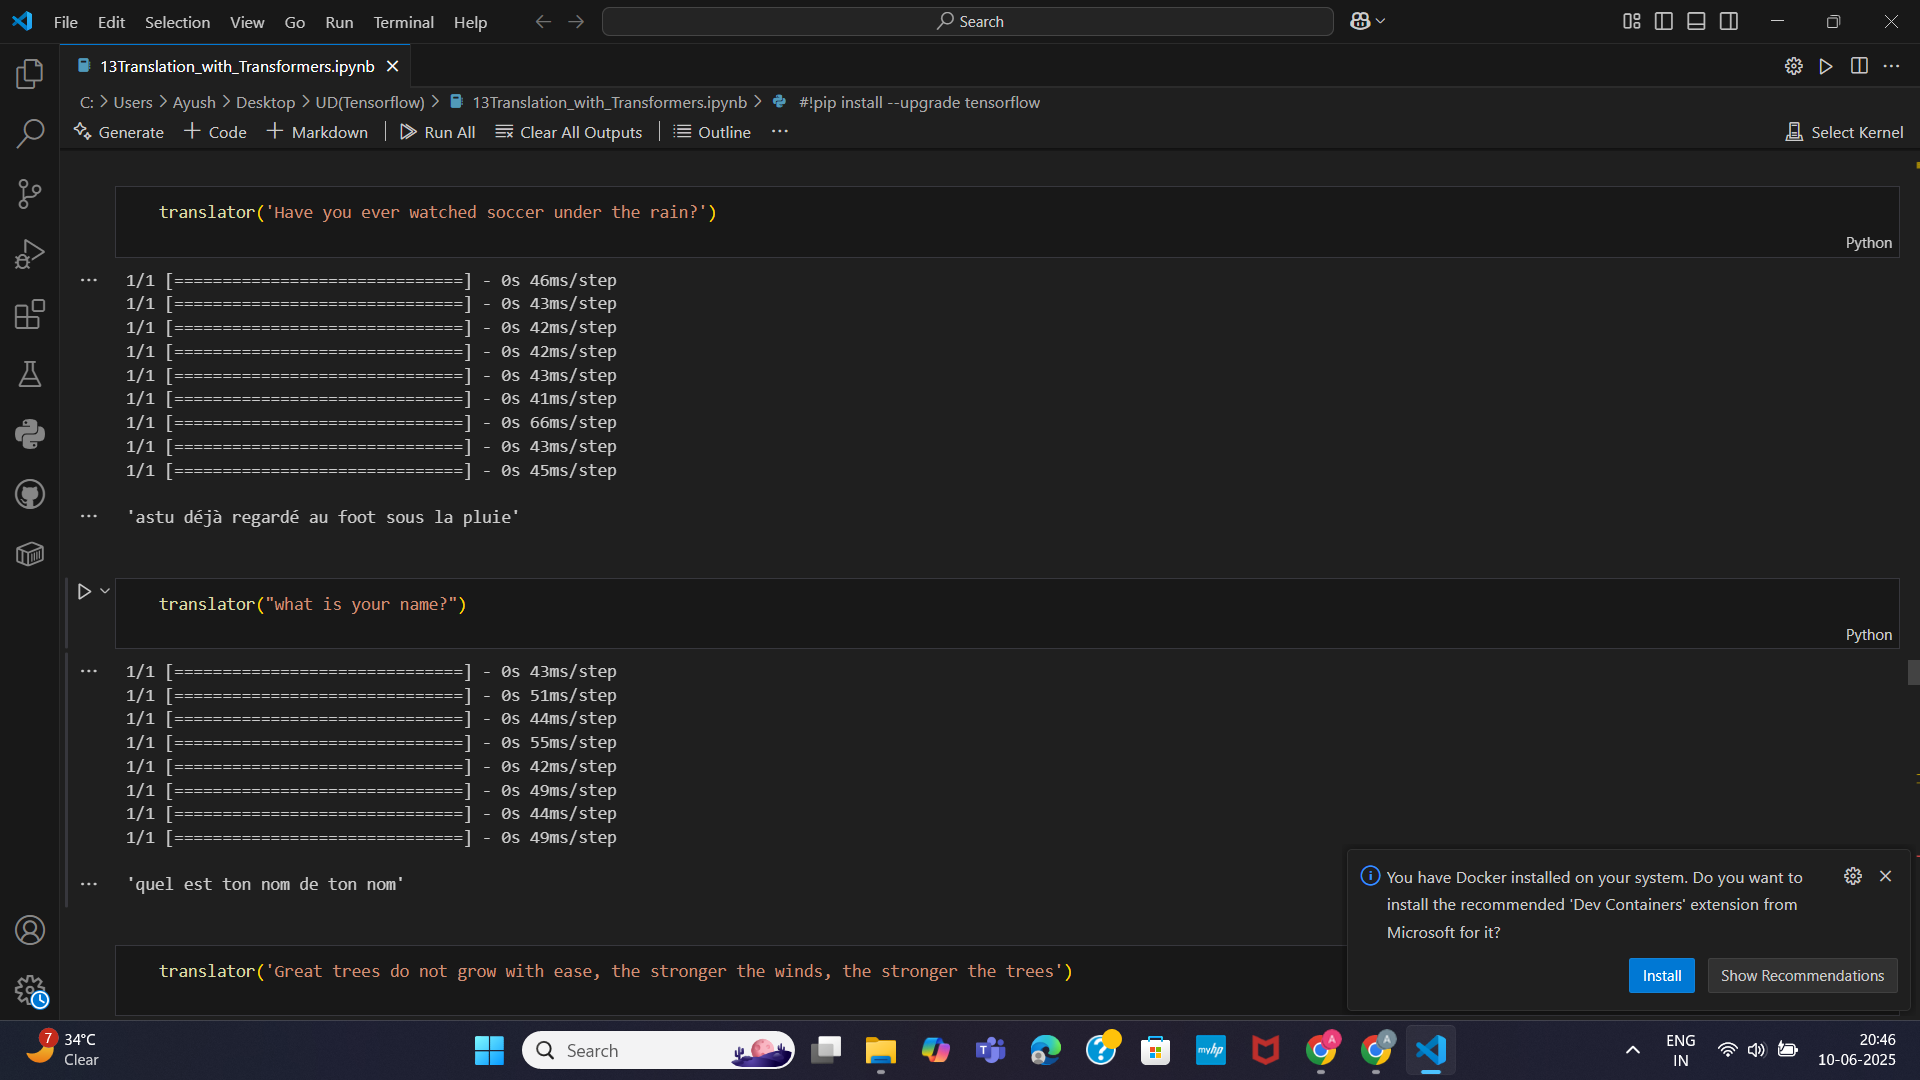 File Edit Selection View Go Run Terminal Help
Search
13Translation_with_Transformers.ipynb
C: > Users > Ayush > Desktop > UD(Tensorflow) > 13Translation_with_Transformers.ipynb > #!pip install --upgrade tensorflow
Generate + Code + Markdown Run All Clear All Outputs Outline ... Select Kernel
translator('Have you ever watched soccer under the rain?')
Python
1/1 [==============================] - 0s 46ms/step
1/1 [==============================] - 0s 43ms/step
1/1 [==============================] - 0s 42ms/step
1/1 [==============================] - 0s 42ms/step
1/1 [==============================] - 0s 43ms/step
1/1 [==============================] - 0s 41ms/step
1/1 [==============================] - 0s 66ms/step
1/1 [==============================] - 0s 43ms/step
1/1 [==============================] - 0s 45ms/step
'astu déjà regardé au foot sous la pluie'
translator("what is your name?")
Python
1/1 [==============================] - 0s 43ms/step
1/1 [==============================] - 0s 51ms/step
1/1 [==============================] - 0s 44ms/step
1/1 [==============================] - 0s 55ms/step
1/1 [==============================] - 0s 42ms/step
1/1 [==============================] - 0s 49ms/step
1/1 [==============================] - 0s 44ms/step
1/1 [==============================] - 0s 49ms/step
'quel est ton nom de ton nom'
translator('Great trees do not grow with ease, the stronger the winds, the stronger the trees')
You have Docker installed on your system. Do you want to
install the recommended 'Dev Containers' extension from
Microsoft for it?
Install Show Recommendations
7
34°C
Clear
Search
myhp
A
A
ENG
IN
20:46
10-06-2025